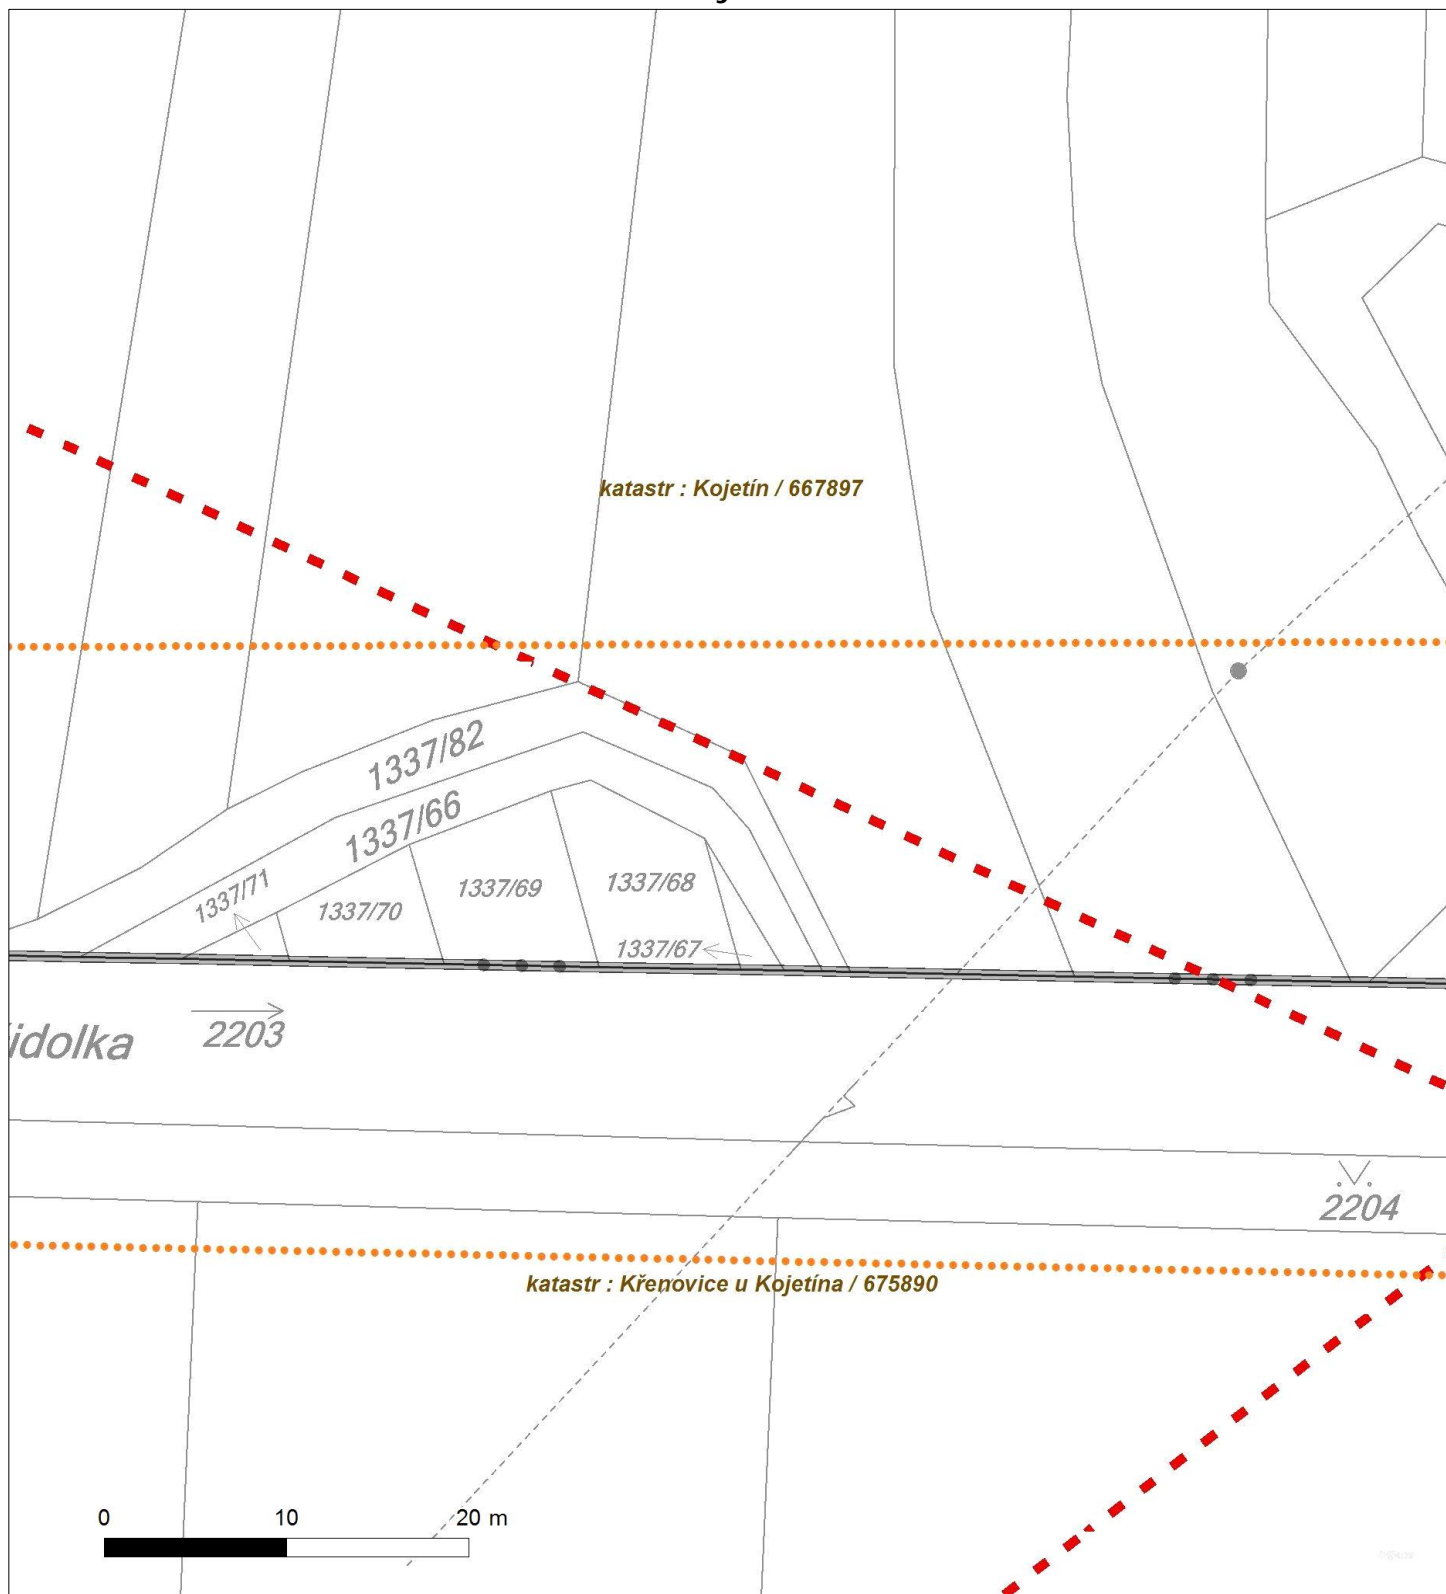 katastr : Kojetín / 667897
1337/82
1337/66
1337/71
1337/70
1337/69
1337/68
1337/67
2203
idolka
2204
katastr : Křenovice u Kojetína / 675890
0 10 20 m